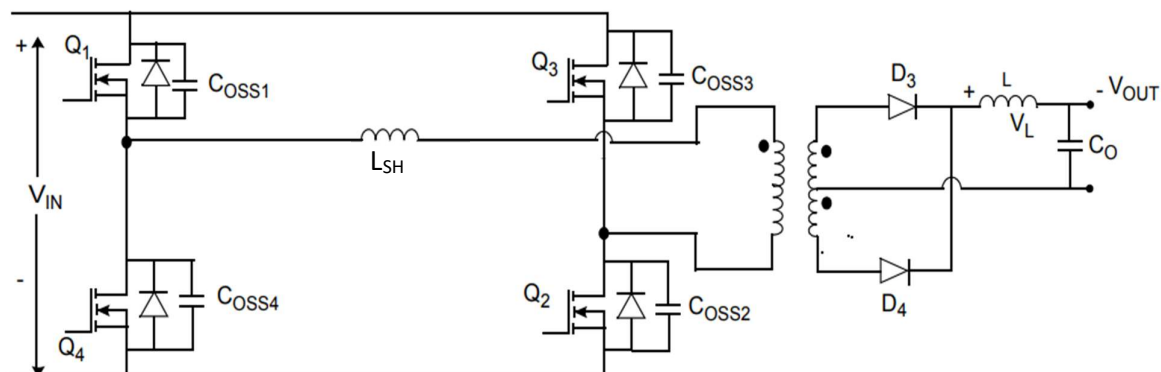 +
Q1
COSS1
Q3
COSS3
D3
+
L
VL
- VOUT
CO
LSH
VIN
-
Q4
COSS4
Q2
COSS2
D4